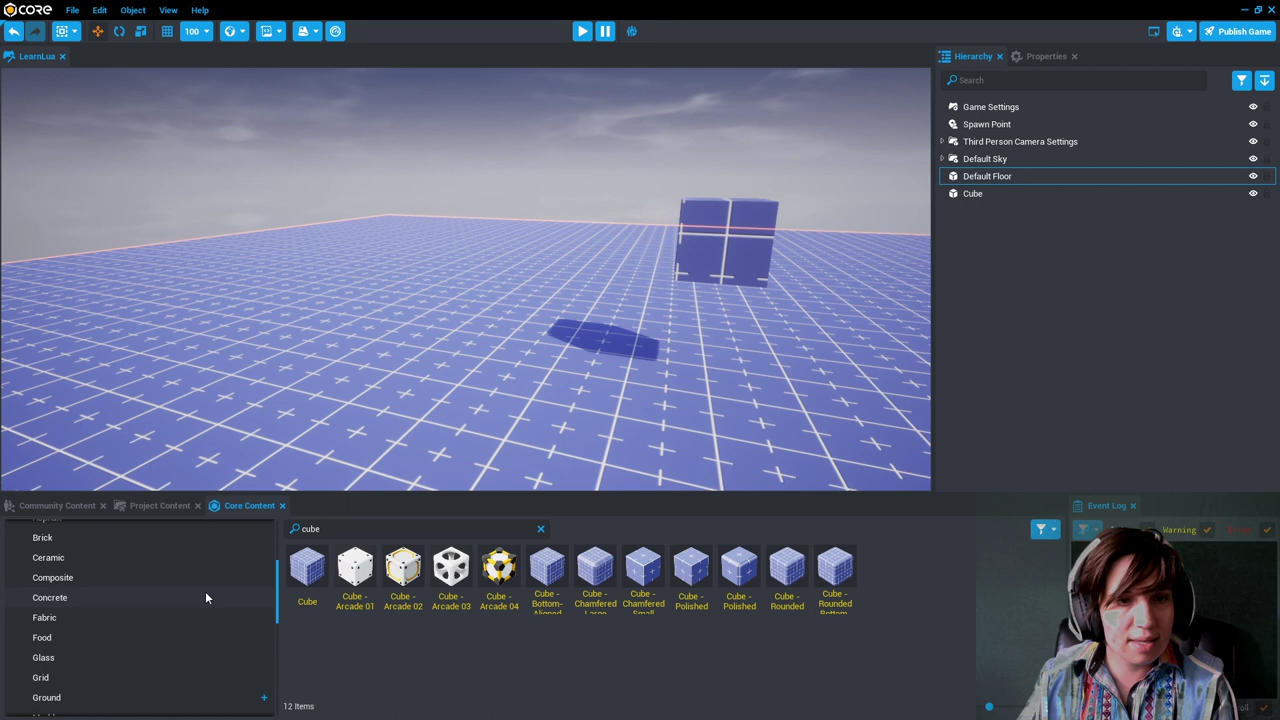 CORE File Edit Object View Help
100 Publish Game
LearnLua Hierarchy Properties
Search
Game Settings
Spawn Point
Third Person Camera Settings
Default Sky
Default Floor
Cube
Community Content Project Content Core Content Event Log
cube Warning
Brick
Ceramic
Composite
Concrete
Fabric
Food
Glass
Grid
Ground
Cube
Cube -
Arcade 01
Cube -
Arcade 02
Cube -
Arcade 03
Cube -
Arcade 04
Cube -
Bottom-
Aligned
Cube -
Chamfered
Large
Cube -
Chamfered
Small
Cube -
Polished
Cube -
Polished
Cube -
Rounded
Cube -
Rounded
Bottom
12 Items